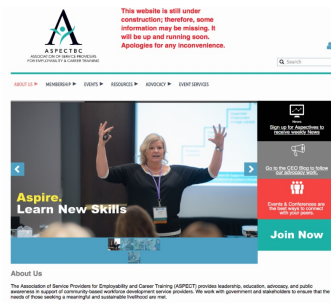 This website is still under
construction; therefore, some
information may be missing. It
will be up and running soon.
Apologies for any inconvenience.
ASPECTBC
ASSOCIATION OF SERVICE PROVIDERS
FOR EMPLOYABILITY & CAREER TRAINING
Search
ABOUT US
MEMBERSHIP
EVENTS
RESOURCES
ADVOCACY
EVENT SERVICES
News
Sign up for Aspectives to
receive weekly News
Go to the CEO Blog to follow
our advocacy work.
Events & Conferences are
the best ways to connect
with your peers.
Join Now
Aspire.
Learn New Skills
About Us
The Association of Service Providers for Employability and Career Training (ASPECT) provides leadership, education, advocacy, and public
awareness in support of community-based workforce development service providers. We work with government and stakeholders to ensure that the
needs of those seeking a meaningful and sustainable livelihood are met.